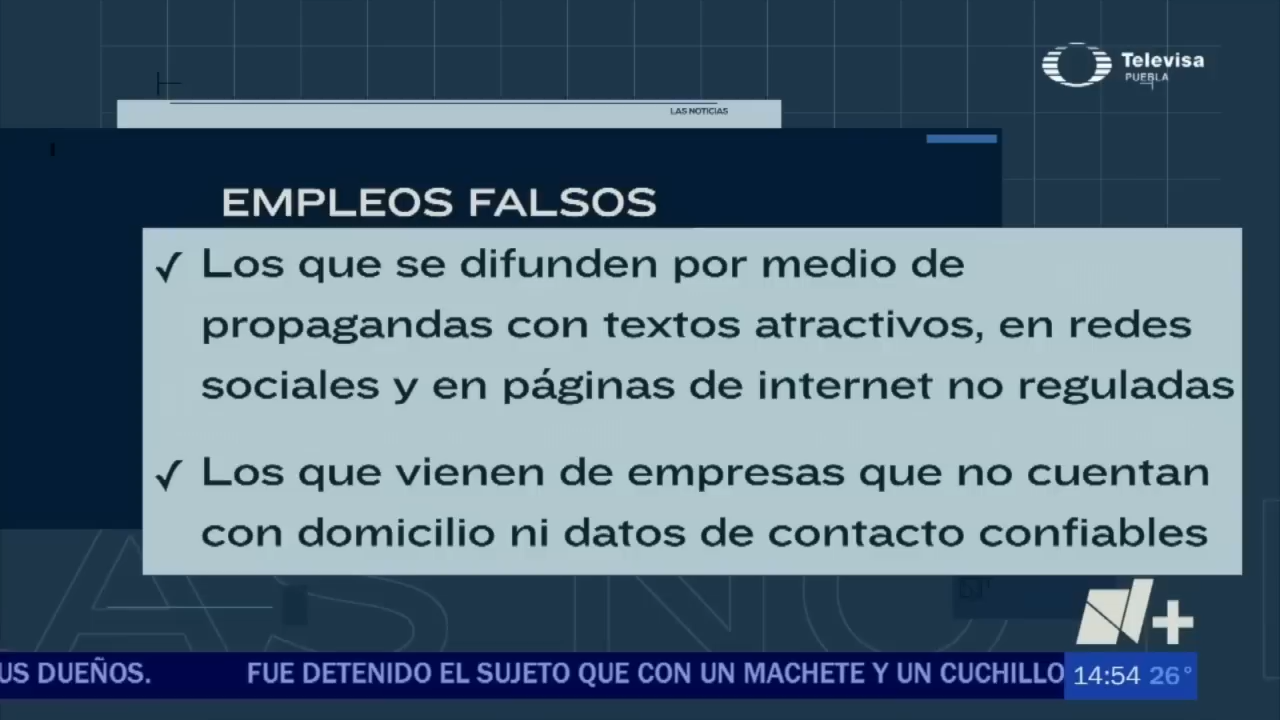 Televisa
PUEBLA
LAS NOTICIAS
EMPLEOS FALSOS
✓ Los que se difunden por medio de
propagandas con textos atractivos, en redes
sociales y en páginas de internet no reguladas
✓ Los que vienen de empresas que no cuentan
con domicilio ni datos de contacto confiables
AS NO
N+
US DUEÑOS. FUE DETENIDO EL SUJETO QUE CON UN MACHETE Y UN CUCHILLO
14:54 26°